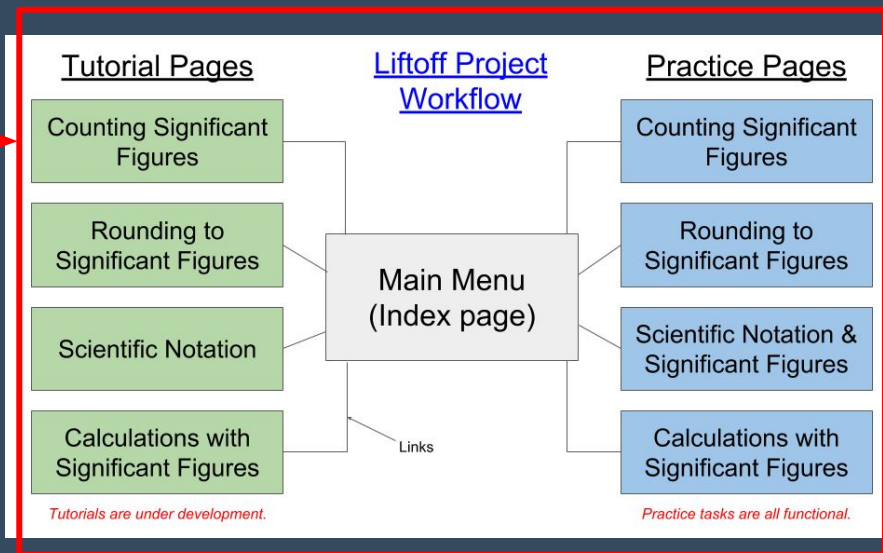 Tutorial Pages
Counting Significant
Figures
Rounding to
Significant Figures
Scientific Notation
Calculations with
Significant Figures
Tutorials are under development.
Liftoff Project
Workflow
Main Menu
(Index page)
Links
Practice Pages
Counting Significant
Figures
Rounding to
Significant Figures
Scientific Notation &
Significant Figures
Calculations with
Significant Figures
Practice tasks are all functional.